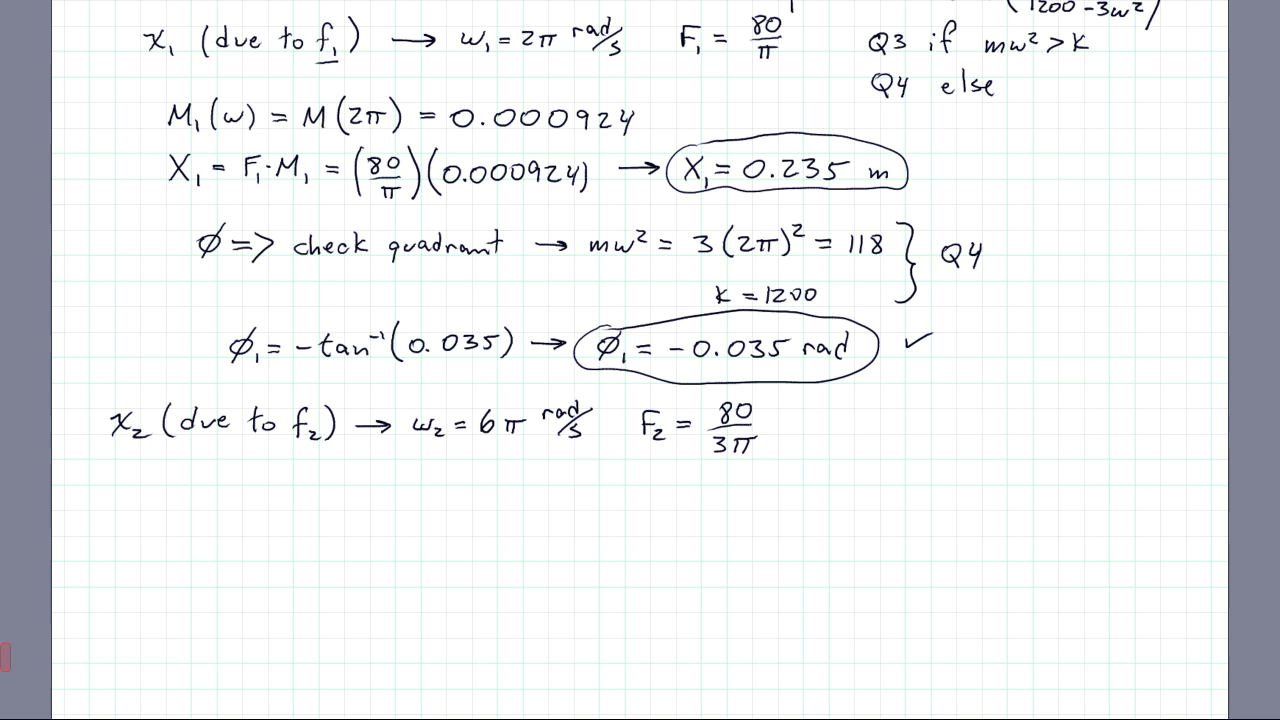 (1200 - 3ω²)
x₁ (due to f₁) → ω₁ = 2π rad/s F₁ = 80/π
Q3 if mω² > k
Q4 else
M₁(ω) = M(2π) = 0.000924
X₁ = F₁·M₁ = (80/π)(0.000924) → X₁ = 0.235 m
φ => check quadrant → mω² = 3(2π)² = 118 } Q4
k = 1200
φ₁ = -tan⁻¹(0.035) → φ₁ = -0.035 rad ✓
x₂ (due to f₂) → ω₂ = 6π rad/s F₂ = 80/3π